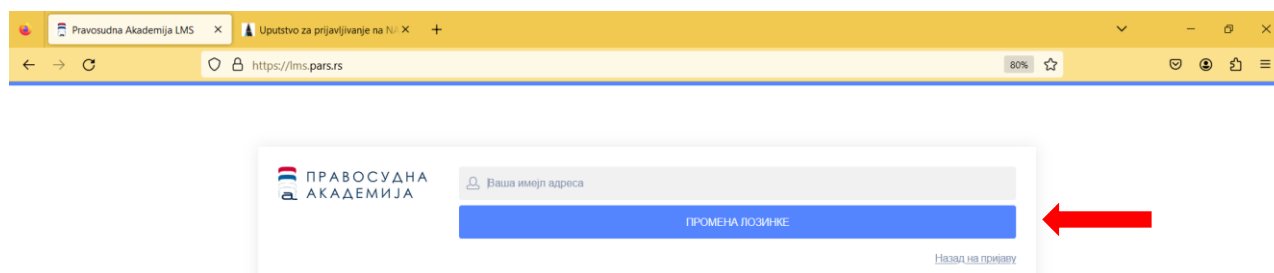 Pravosudna Akademija LMS
Uputstvo za prijavljivanje na NA
https://lms.pars.rs
80%
ПРАВОСУДНА
АКАДЕМИЈА
Ваша имејл адреса
ПРОМЕНА ЛОЗИНКЕ
Назад на пријаву